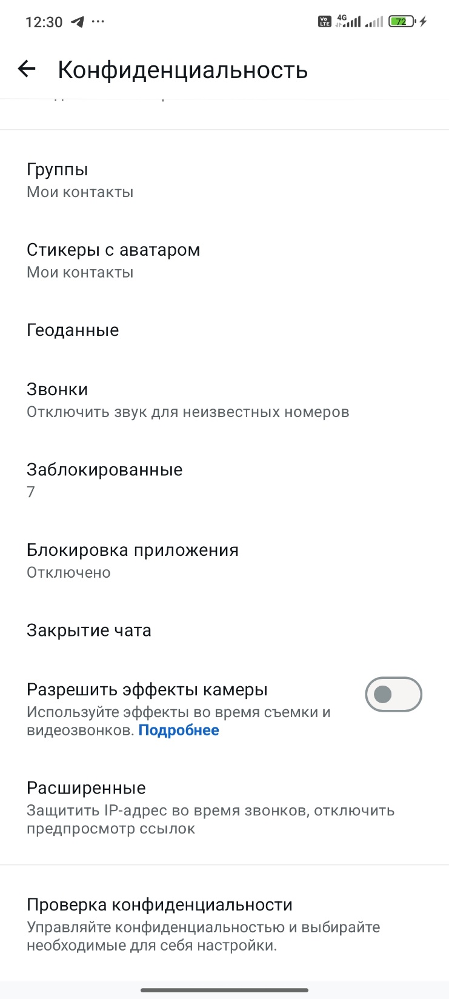 12:30
Vo LTE 4G 72
Конфиденциальность
Группы
Мои контакты
Стикеры с аватаром
Мои контакты
Геоданные
Звонки
Отключить звук для неизвестных номеров
Заблокированные
7
Блокировка приложения
Отключено
Закрытие чата
Разрешить эффекты камеры
Используйте эффекты во время съемки и
видеозвонков. Подробнее
Расширенные
Защитить IP-адрес во время звонков, отключить
предпросмотр ссылок
Проверка конфиденциальности
Управляйте конфиденциальностью и выбирайте
необходимые для себя настройки.